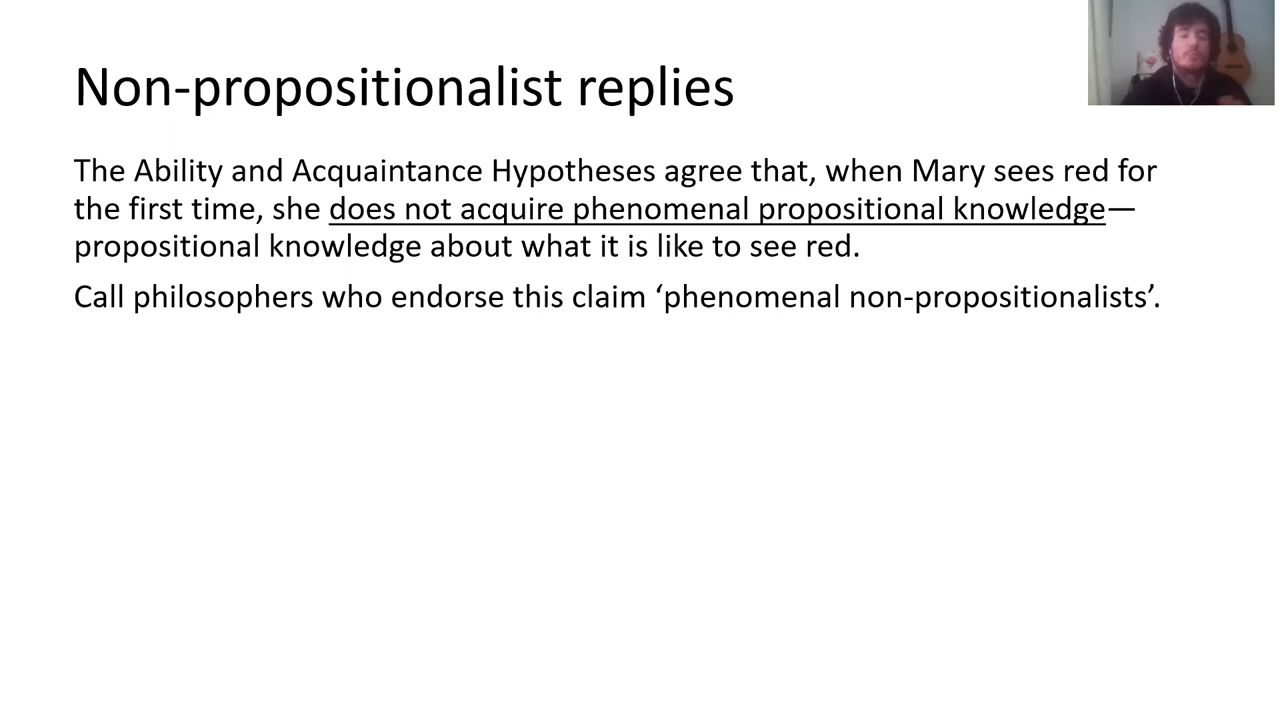 Non-propositionalist replies
The Ability and Acquaintance Hypotheses agree that, when Mary sees red for
the first time, she does not acquire phenomenal propositional knowledge—
propositional knowledge about what it is like to see red.
Call philosophers who endorse this claim ‘phenomenal non-propositionalists’.